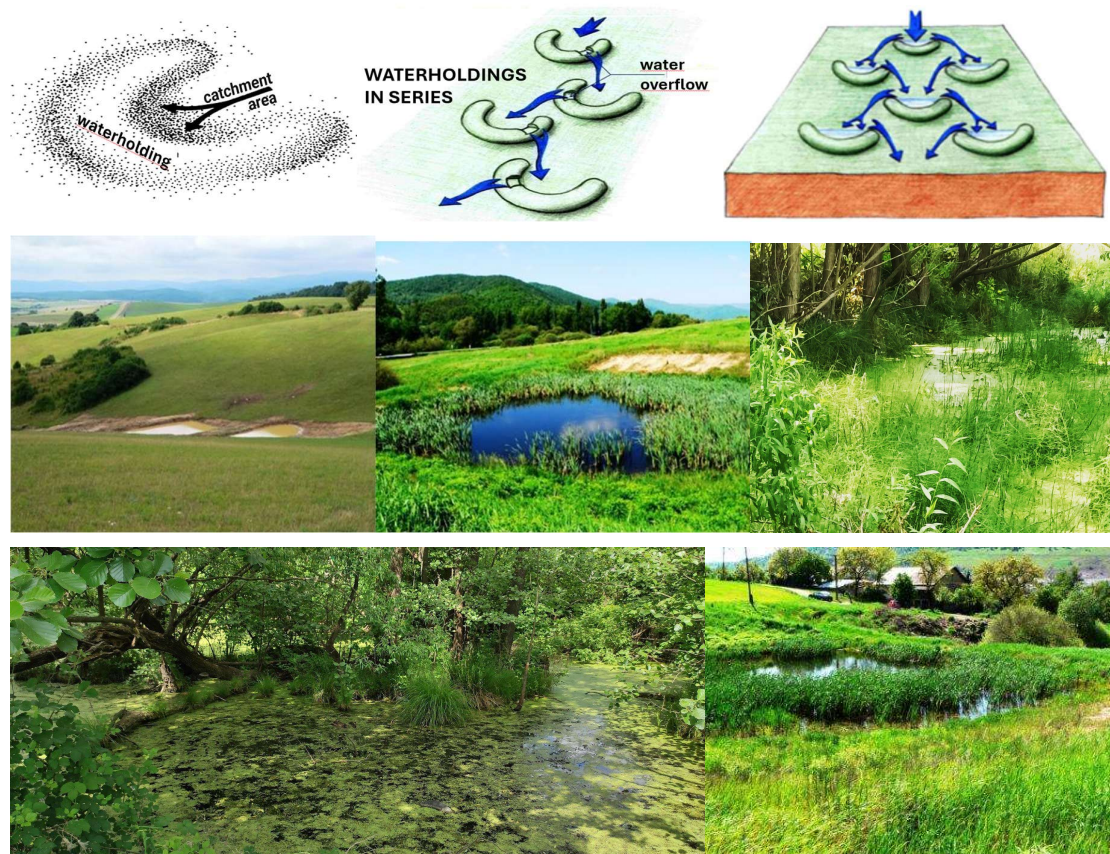 catchment
area
waterholding
WATERHOLDINGS
IN SERIES
water
overflow